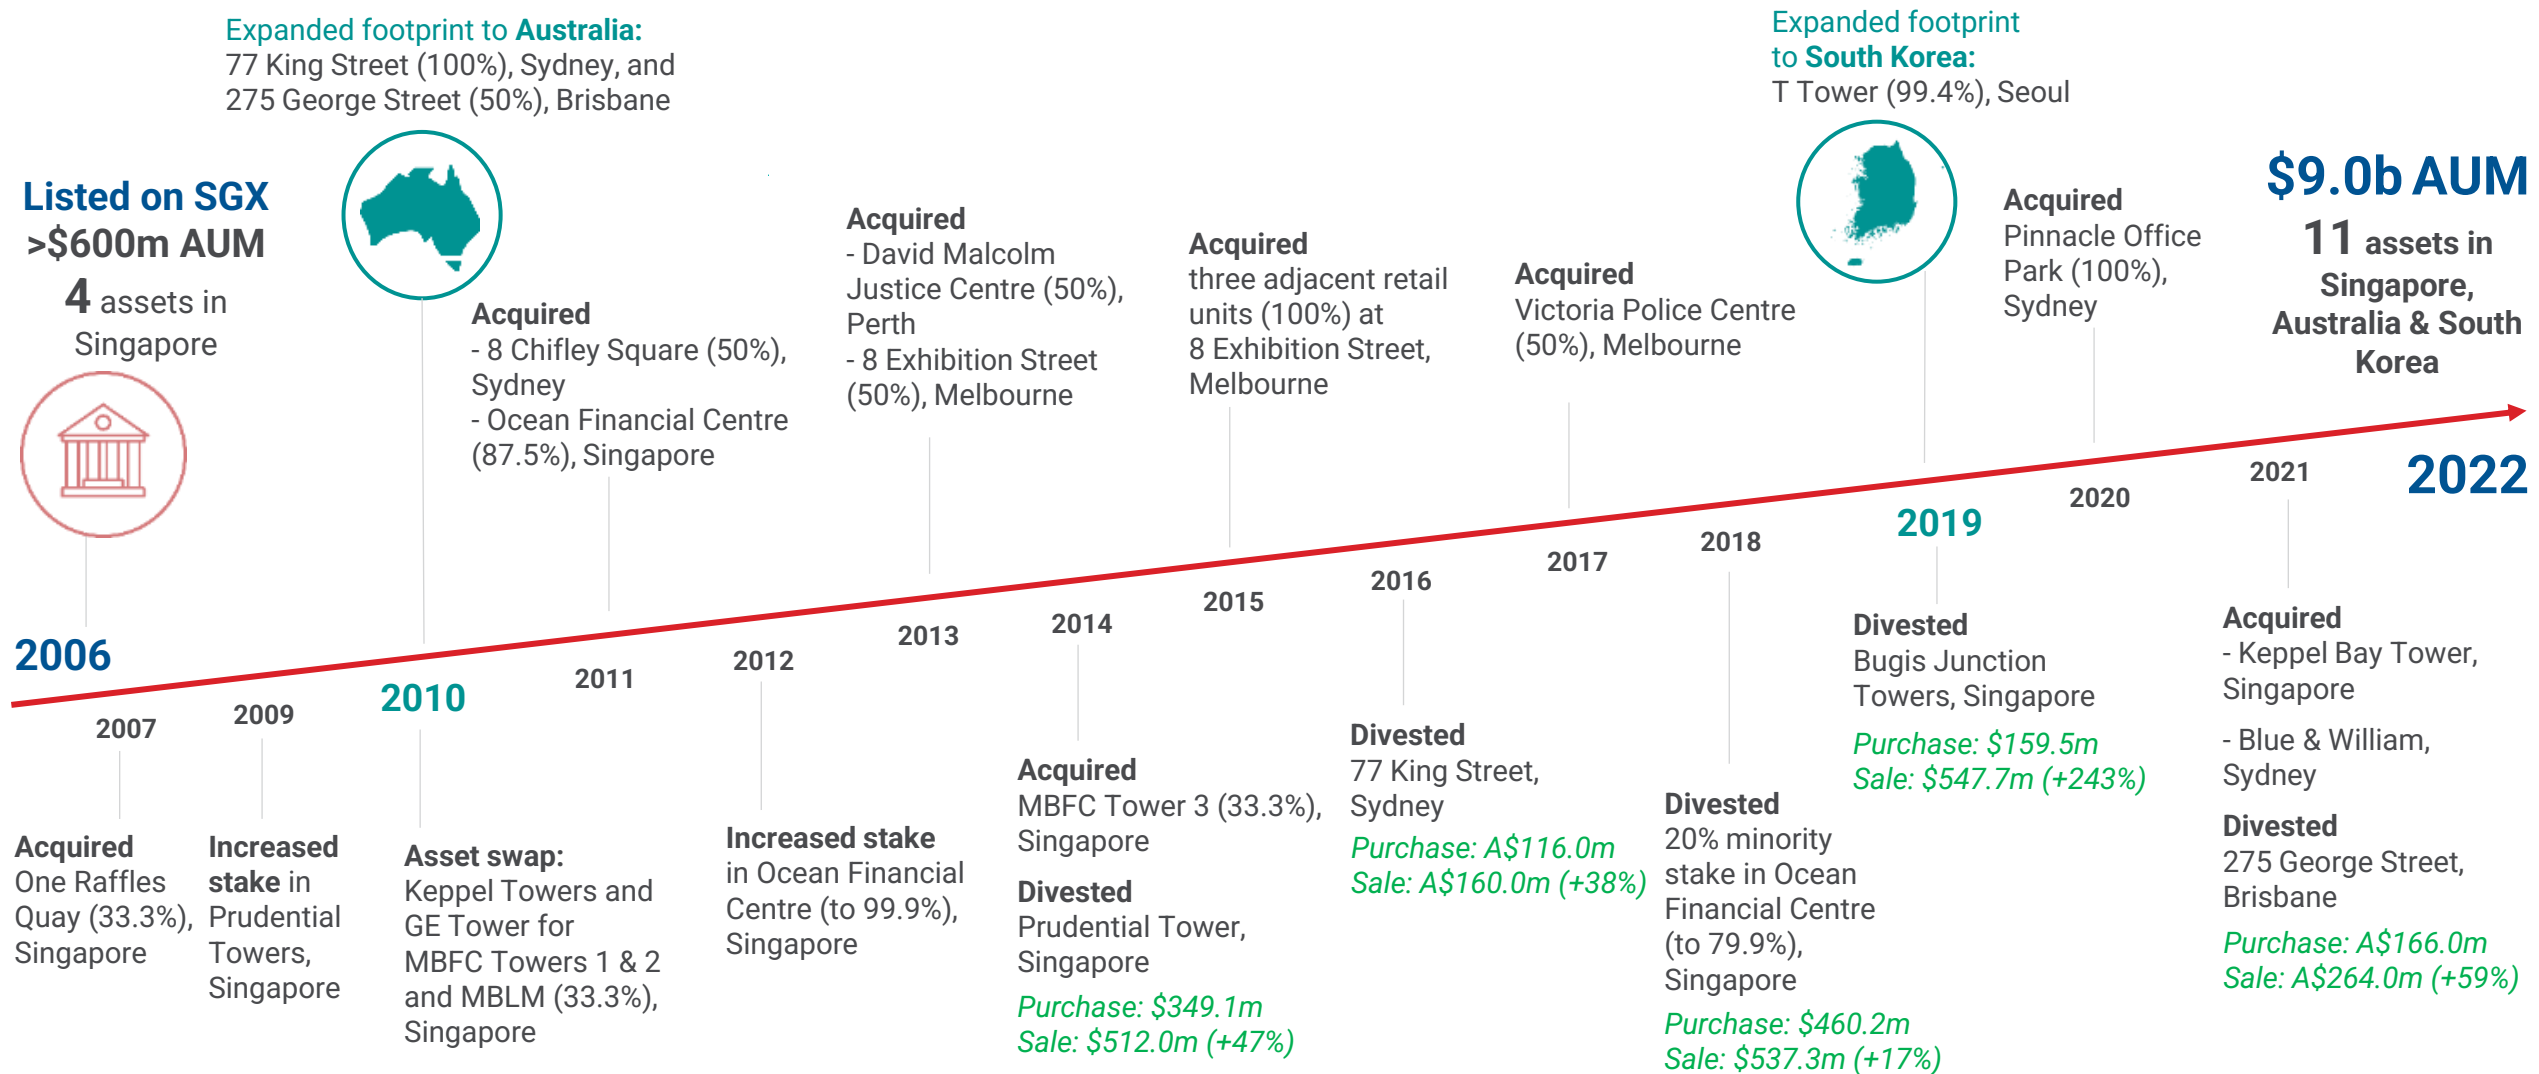 Expanded footprint to Australia:
77 King Street (100%), Sydney, and
275 George Street (50%), Brisbane
Expanded footprint
to South Korea:
T Tower (99.4%), Seoul
Listed on SGX
>$600m AUM
4 assets in
Singapore
Acquired
- 8 Chifley Square (50%),
Sydney
- Ocean Financial Centre
(87.5%), Singapore
Acquired
- David Malcolm
Justice Centre (50%),
Perth
- 8 Exhibition Street
(50%), Melbourne
Acquired
three adjacent retail
units (100%) at
8 Exhibition Street,
Melbourne
Acquired
Victoria Police Centre
(50%), Melbourne
Acquired
Pinnacle Office
Park (100%),
Sydney
$9.0b AUM
11 assets in
Singapore,
Australia & South
Korea
2006
2007
2009
2010
2011
2012
2013
2014
2015
2016
2017
2018
2019
2020
2021
2022
Acquired
One Raffles
Quay (33.3%),
Singapore
Increased
stake in
Prudential
Towers,
Singapore
Asset swap:
Keppel Towers and
GE Tower for
MBFC Towers 1 & 2
and MBLM (33.3%),
Singapore
Increased stake
in Ocean Financial
Centre (to 99.9%),
Singapore
Acquired
MBFC Tower 3 (33.3%),
Singapore
Divested
Prudential Tower,
Singapore
Purchase: $349.1m
Sale: $512.0m (+47%)
Divested
77 King Street,
Sydney
Purchase: A$116.0m
Sale: A$160.0m (+38%)
Divested
20% minority
stake in Ocean
Financial Centre
(to 79.9%),
Singapore
Purchase: $460.2m
Sale: $537.3m (+17%)
Divested
Bugis Junction
Towers, Singapore
Purchase: $159.5m
Sale: $547.7m (+243%)
Acquired
- Keppel Bay Tower,
Singapore
- Blue & William,
Sydney
Divested
275 George Street,
Brisbane
Purchase: A$166.0m
Sale: A$264.0m (+59%)